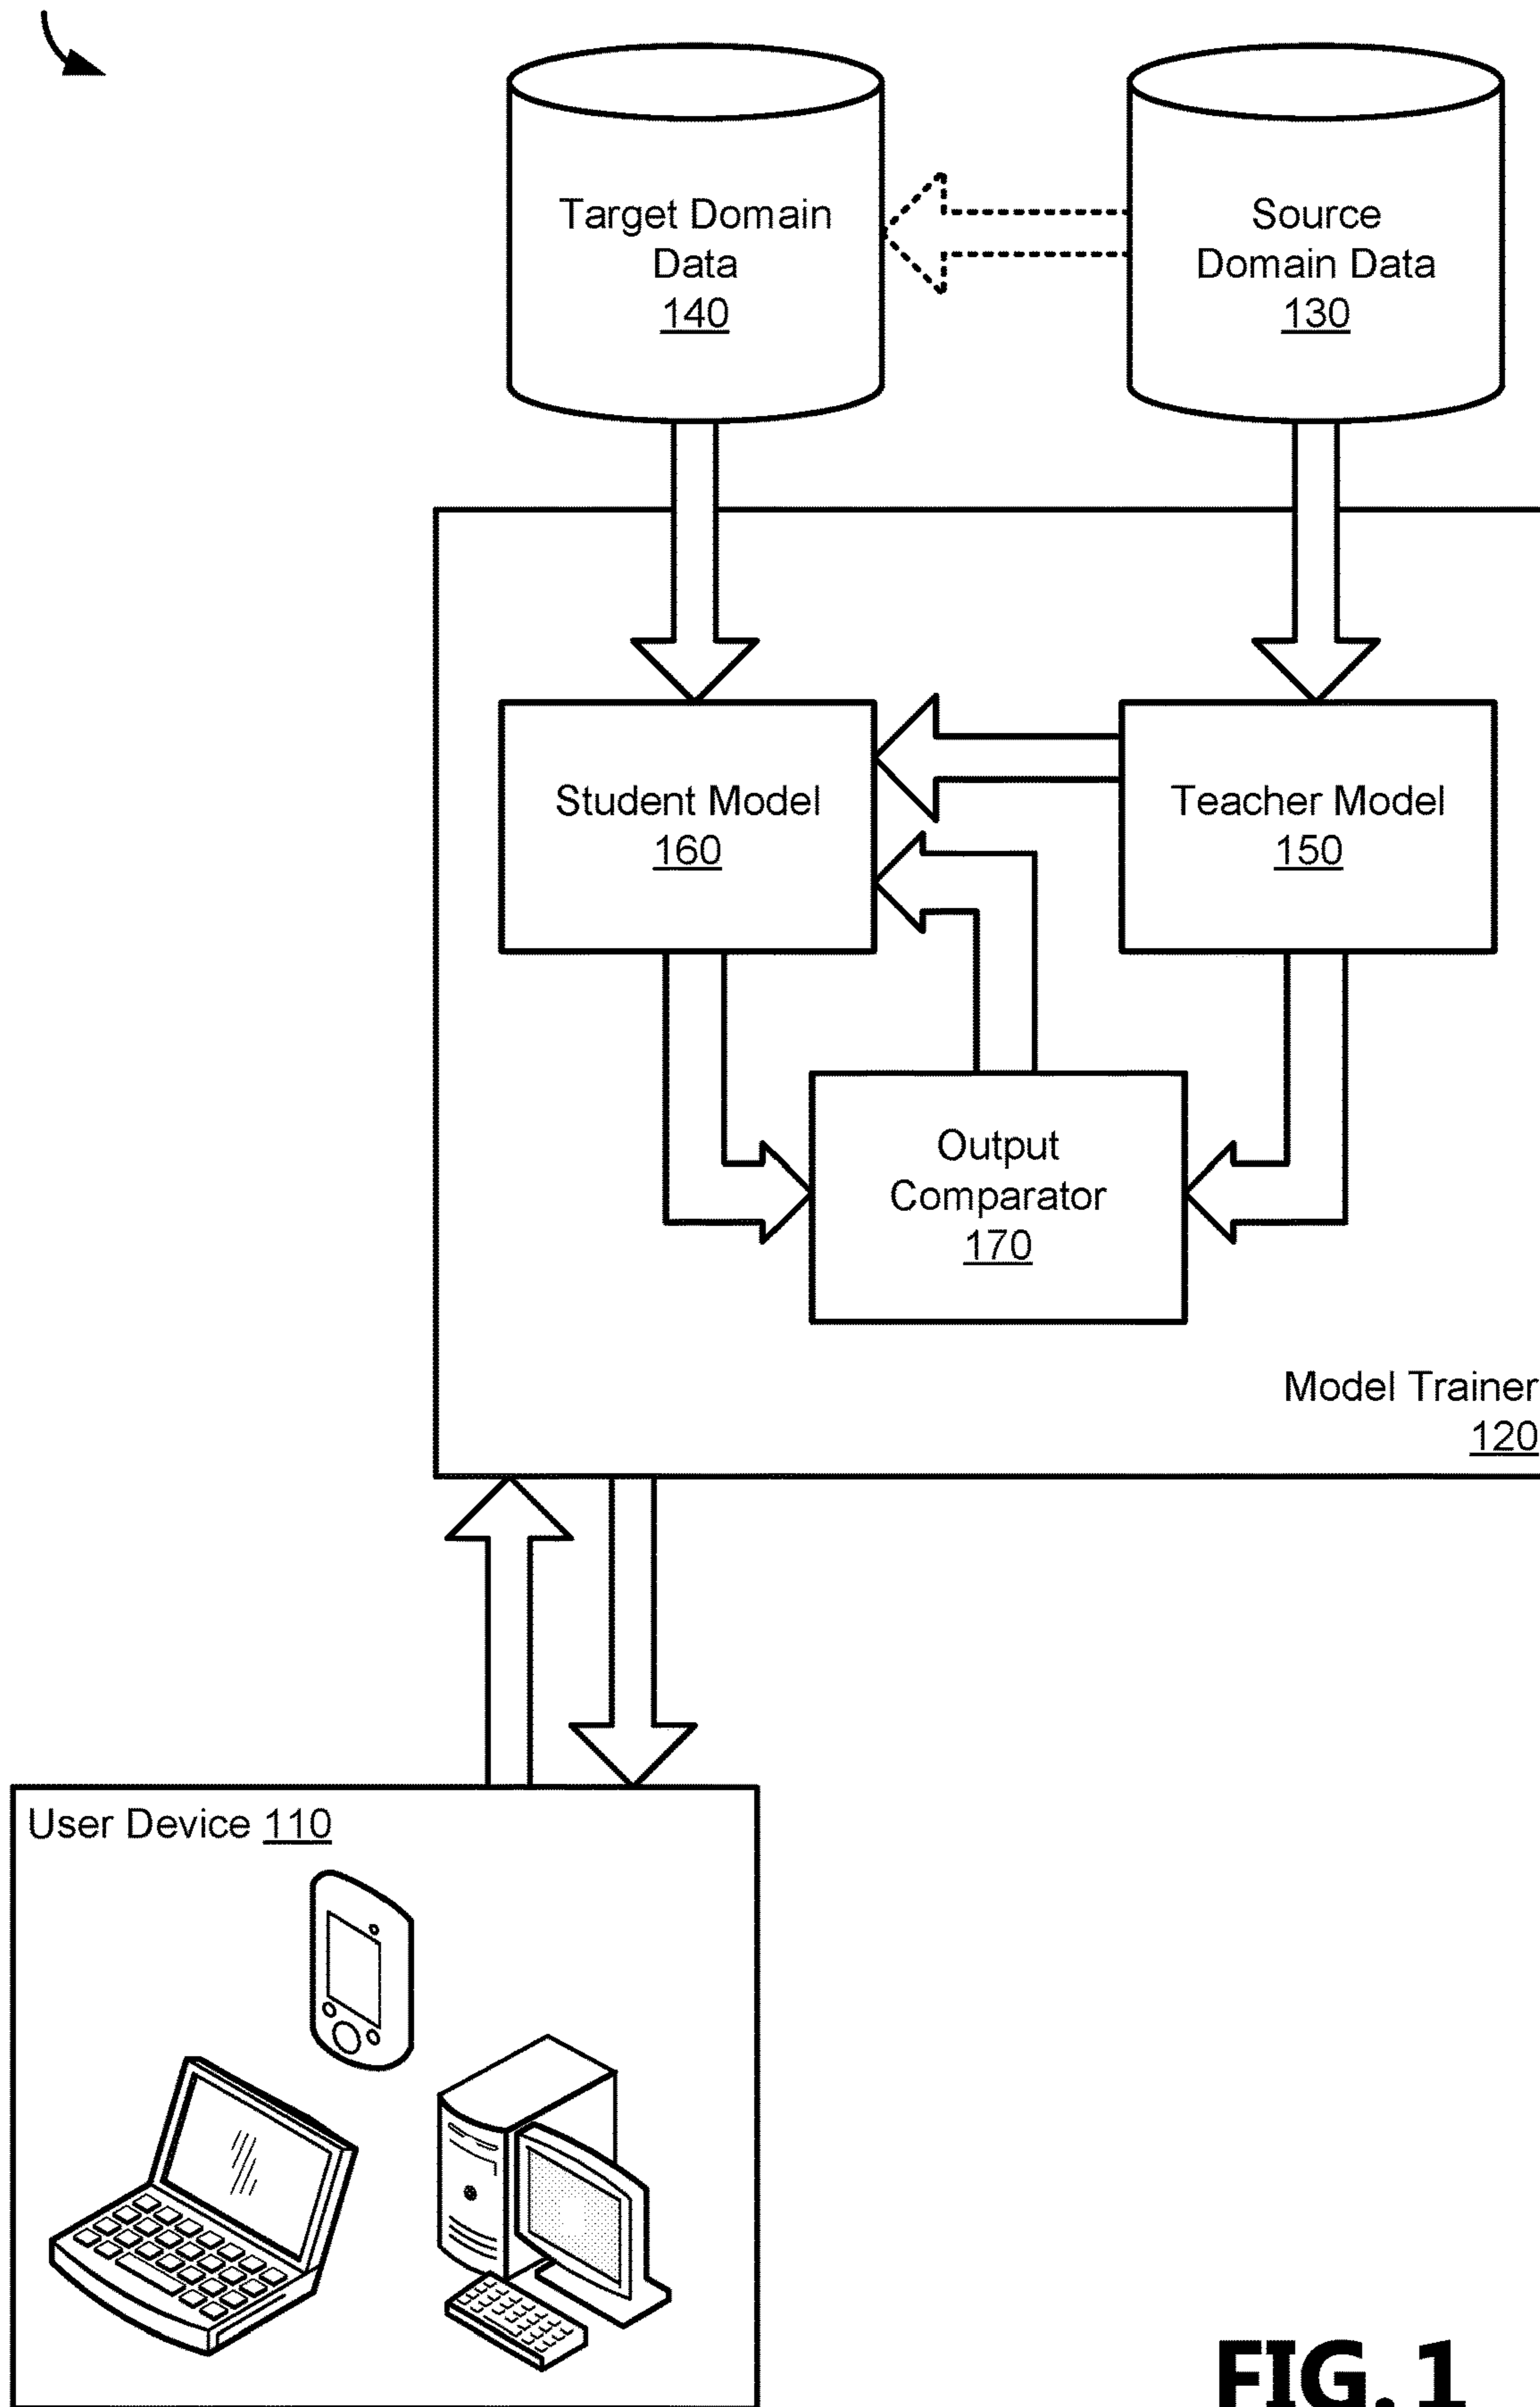 Target Domain
Data
140
Source
Domain Data
130
Student Model
160
Teacher Model
150
Output
Comparator
170
Model Trainer
120
User Device 110
FIG. 1